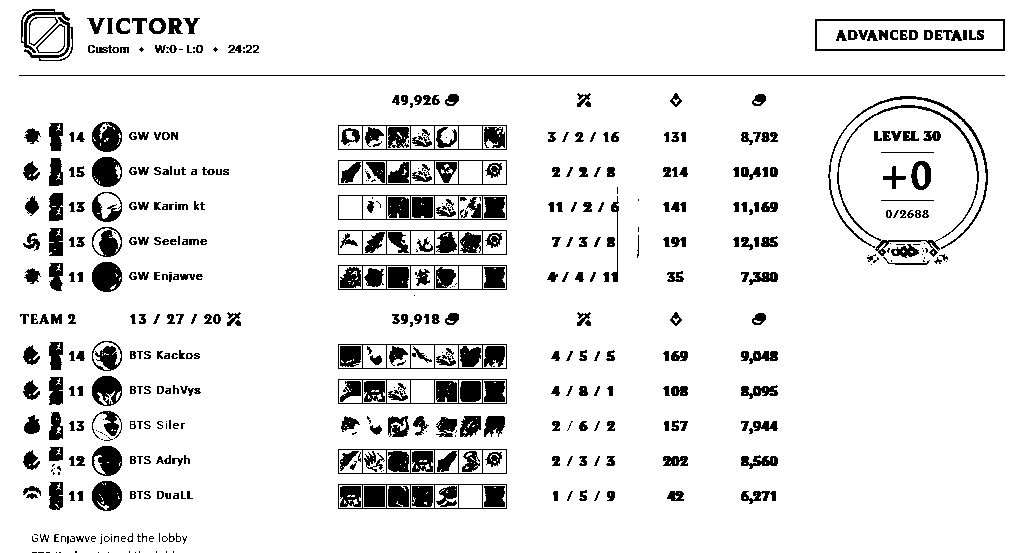 VICTORY
Custom • W:0 - L:0 • 24:22
ADVANCED DETAILS
49,926
14 GW VON 3 / 2 / 16 131 8,782
15 GW Salut a tous 2 / 2 / 8 214 10,410
13 GW Karim kt 11 / 2 / 6 141 11,169
13 GW Seelame 7 / 3 / 8 191 12,185
11 GW Enjawve 4 / 4 / 11 35 7,380
LEVEL 30
+0
0/2688
TEAM 2 13 / 27 / 20 39,918
14 BTS Kackos 4 / 5 / 5 169 9,048
11 BTS DahVys 4 / 8 / 1 108 8,095
13 BTS Siler 2 / 6 / 2 157 7,944
12 BTS Adryh 2 / 3 / 3 202 8,560
11 BTS DuaLL 1 / 5 / 9 42 6,271
GW Enjawve joined the lobby